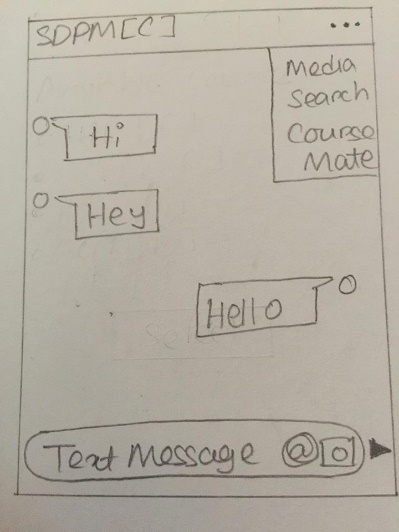 SDPM[C] ...
Media
Search
Course
Mate
Hi
Hey
Hello
Text Message @